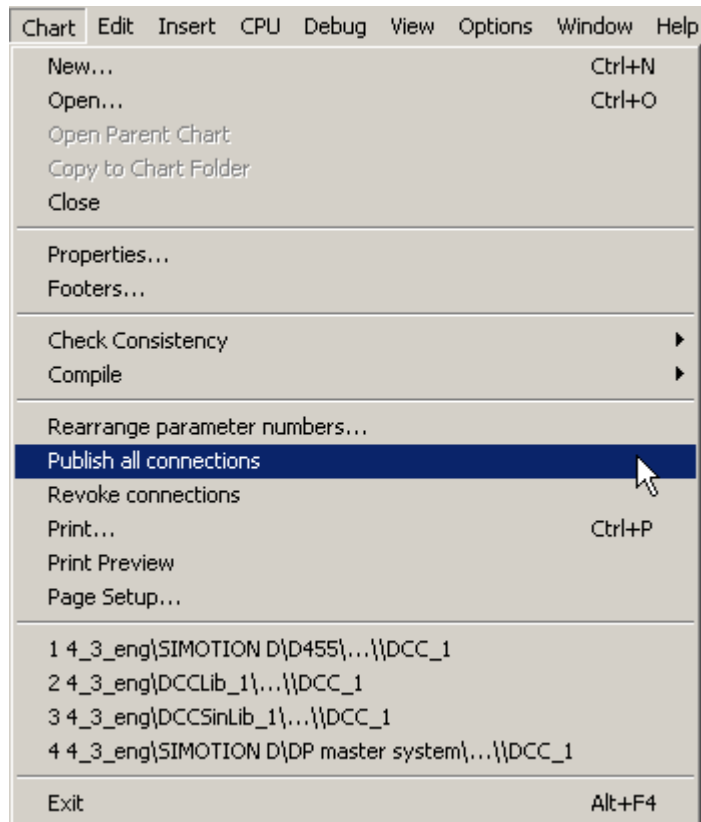 Chart Edit Insert CPU Debug View Options Window Help
New... Ctrl+N
Open... Ctrl+O
Open Parent Chart
Copy to Chart Folder
Close
Properties...
Footers...
Check Consistency
Compile
Rearrange parameter numbers...
Publish all connections
Revoke connections
Print... Ctrl+P
Print Preview
Page Setup...
1 4_3_eng\SIMOTION D\D455\...\\DCC_1
2 4_3_eng\DCCLib_1\...\\DCC_1
3 4_3_eng\DCCSinLib_1\...\\DCC_1
4 4_3_eng\SIMOTION D\DP master system\...\\DCC_1
Exit Alt+F4